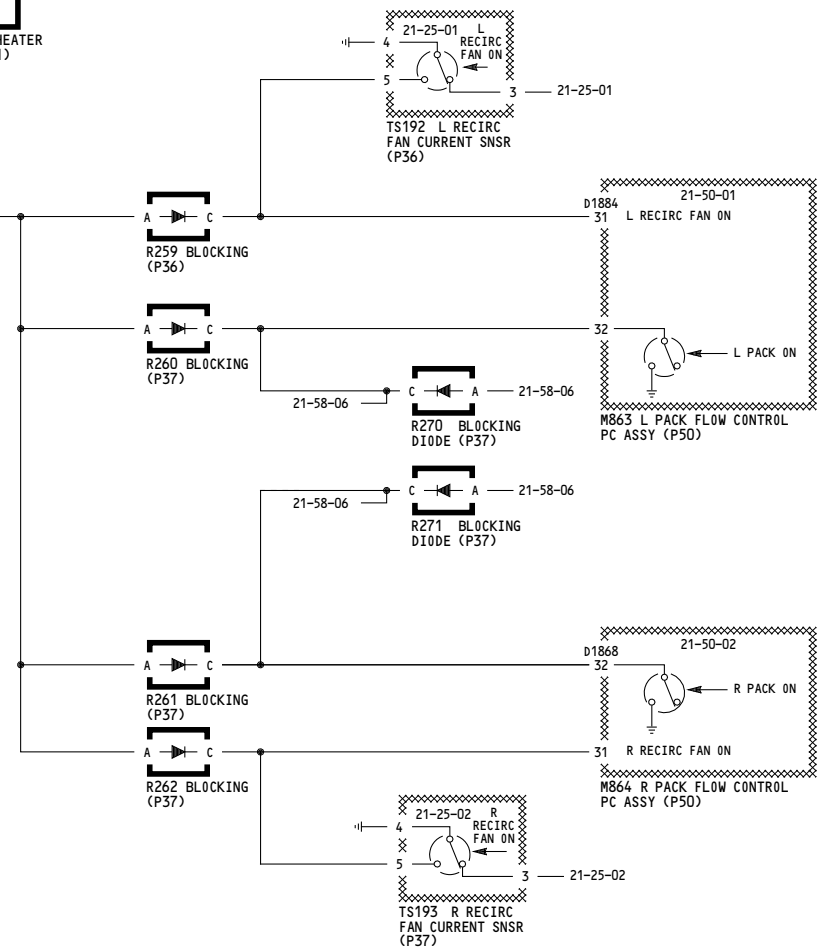 HEATER
21-25-01
L
RECIRC
FAN ON
4
5
3
21-25-01
TS192 L RECIRC
FAN CURRENT SNSR
(P36)
A
C
R259 BLOCKING
(P36)
D1884
31
L RECIRC FAN ON
21-50-01
A
C
R260 BLOCKING
(P37)
32
L PACK ON
21-58-06
C
A
21-58-06
R270 BLOCKING
DIODE (P37)
M863 L PACK FLOW CONTROL
PC ASSY (P50)
21-58-06
C
A
21-58-06
R271 BLOCKING
DIODE (P37)
A
C
R261 BLOCKING
(P37)
D1868
32
21-50-02
R PACK ON
A
C
R262 BLOCKING
(P37)
31
R RECIRC FAN ON
M864 R PACK FLOW CONTROL
PC ASSY (P50)
21-25-02
R
RECIRC
FAN ON
4
5
3
21-25-02
TS193 R RECIRC
FAN CURRENT SNSR
(P37)